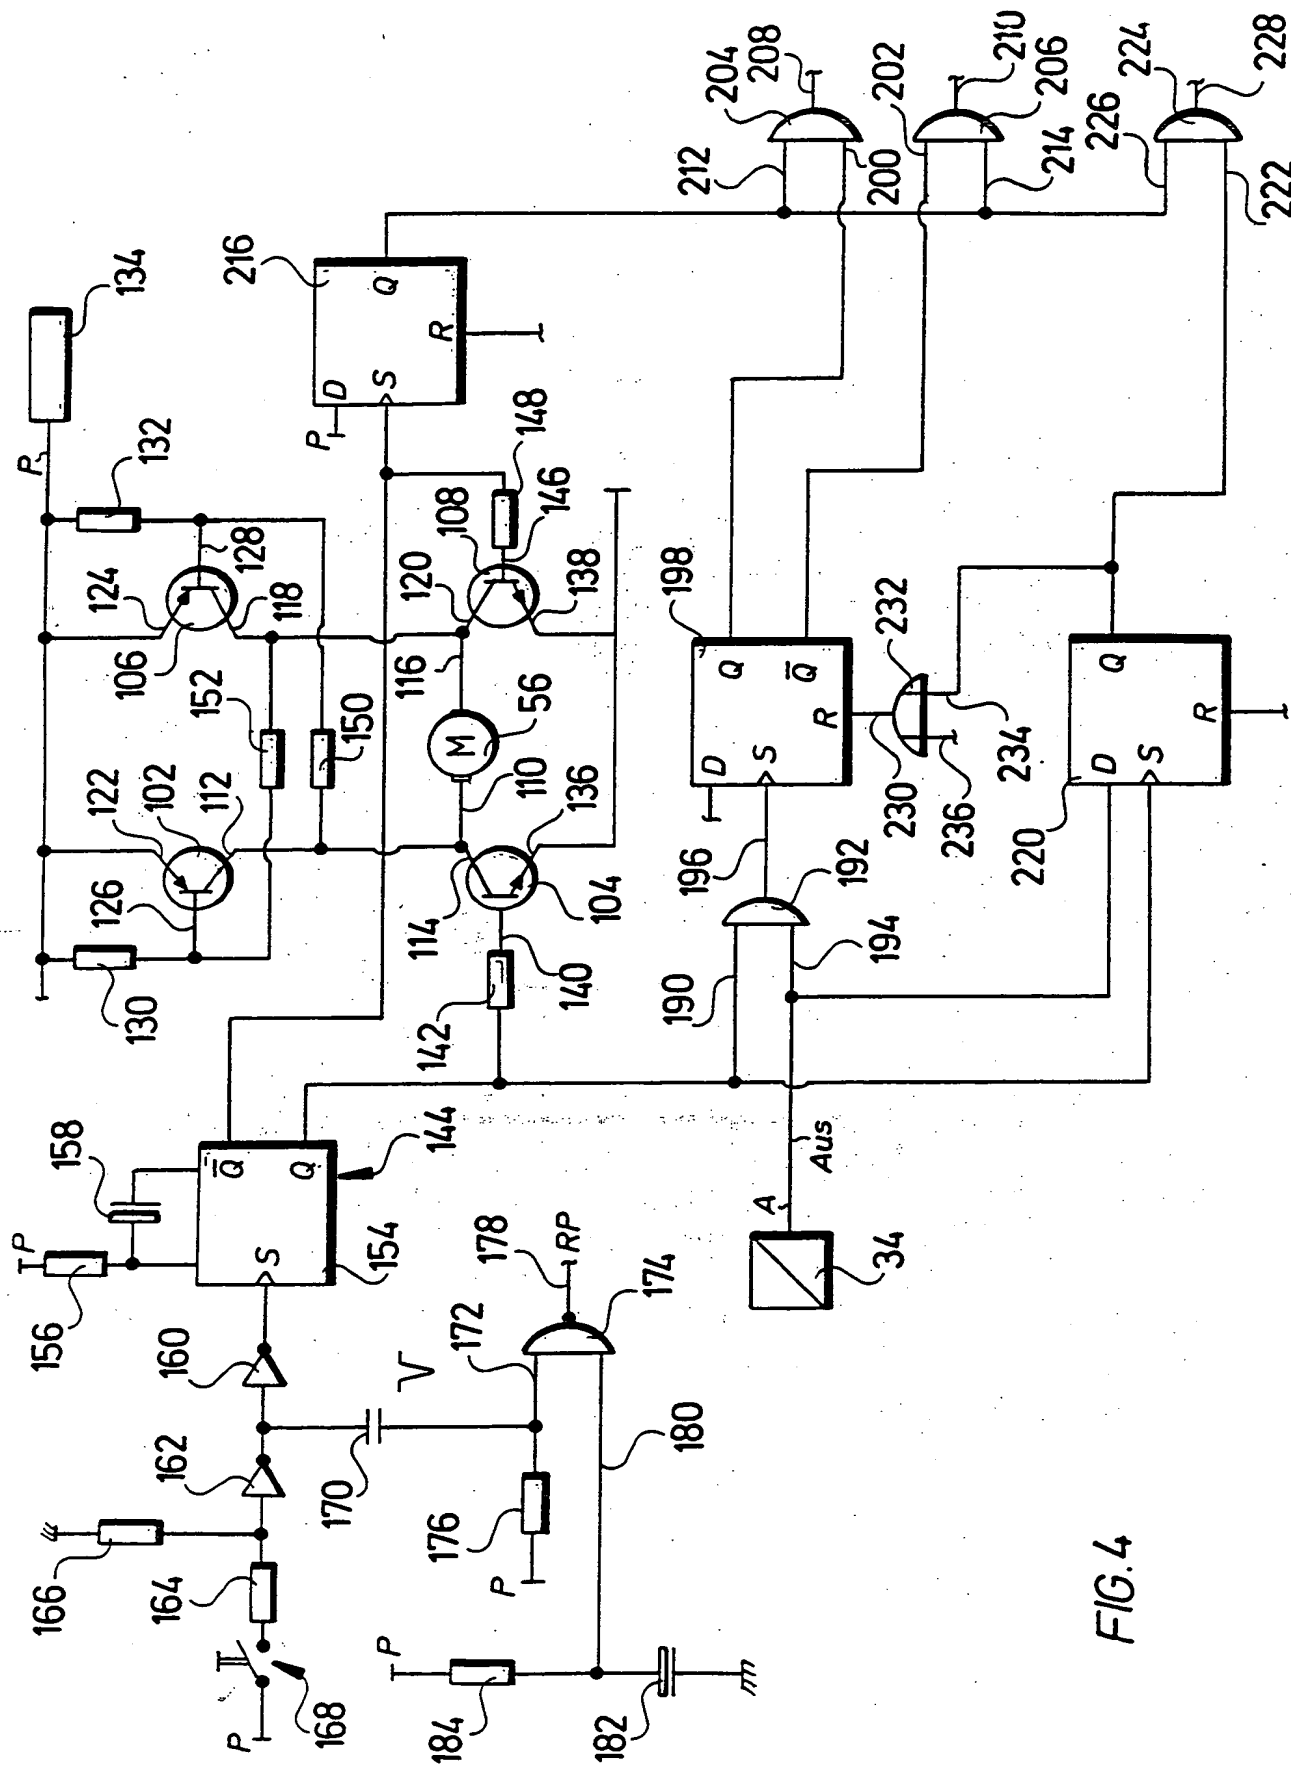 204
208
202
210
206
224
228
212
200
214
226
222
216
134
P
D
S
Q
R
P
132
148
146
108
128
124
118
106
120
138
116
152
150
M
56
110
136
122
102
112
126
114
104
130
142
140
198
Q
Q̅
R
D
S
232
230
234
236
Q
R
D
S
220
196
192
194
190
158
P
156
Q̅
Q
S
144
154
160
162
170
172
178
RP
174
176
P
180
A
Aus
34
166
164
P
168
P
184
182
FIG. 4